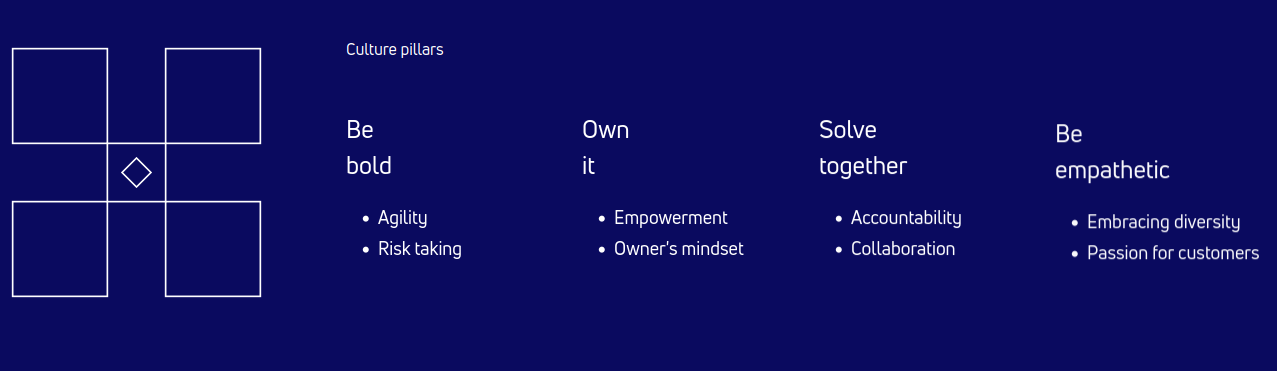 Culture pillars
Be
bold
• Agility
• Risk taking
Own
it
• Empowerment
• Owner's mindset
Solve
together
• Accountability
• Collaboration
Be
empathetic
• Embracing diversity
• Passion for customers